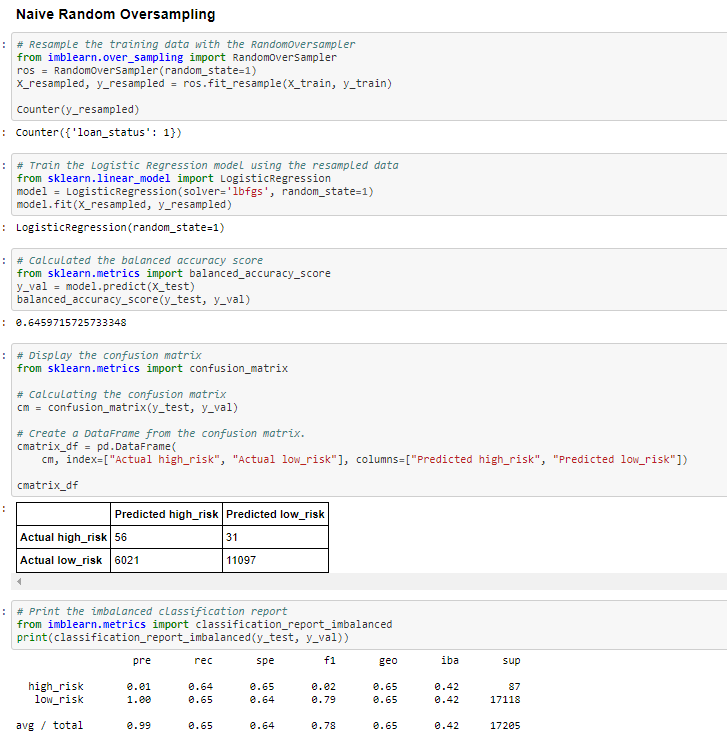 Naive Random Oversampling
: # Resample the training data with the RandomOversampler
from imblearn.over_sampling import RandomOverSampler
ros = RandomOverSampler(random_state=1)
X_resampled, y_resampled = ros.fit_resample(X_train, y_train)
Counter(y_resampled)
: Counter({'loan_status': 1})
: # Train the Logistic Regression model using the resampled data
from sklearn.linear_model import LogisticRegression
model = LogisticRegression(solver='lbfgs', random_state=1)
model.fit(X_resampled, y_resampled)
: LogisticRegression(random_state=1)
: # Calculated the balanced accuracy score
from sklearn.metrics import balanced_accuracy_score
y_val = model.predict(X_test)
balanced_accuracy_score(y_test, y_val)
: 0.6459715725733348
: # Display the confusion matrix
from sklearn.metrics import confusion_matrix
# Calculating the confusion matrix
cm = confusion_matrix(y_test, y_val)
# Create a DataFrame from the confusion matrix.
cmatrix_df = pd.DataFrame(
cm, index=["Actual high_risk", "Actual low_risk"], columns=["Predicted high_risk", "Predicted low_risk"])
cmatrix_df
:
Predicted high_risk Predicted low_risk
Actual high_risk 56 31
Actual low_risk 6021 11097
: # Print the imbalanced classification report
from imblearn.metrics import classification_report_imbalanced
print(classification_report_imbalanced(y_test, y_val))
pre rec spe f1 geo iba sup
high_risk 0.01 0.64 0.65 0.02 0.65 0.42 87
low_risk 1.00 0.65 0.64 0.79 0.65 0.42 17118
avg / total 0.99 0.65 0.64 0.78 0.65 0.42 17205